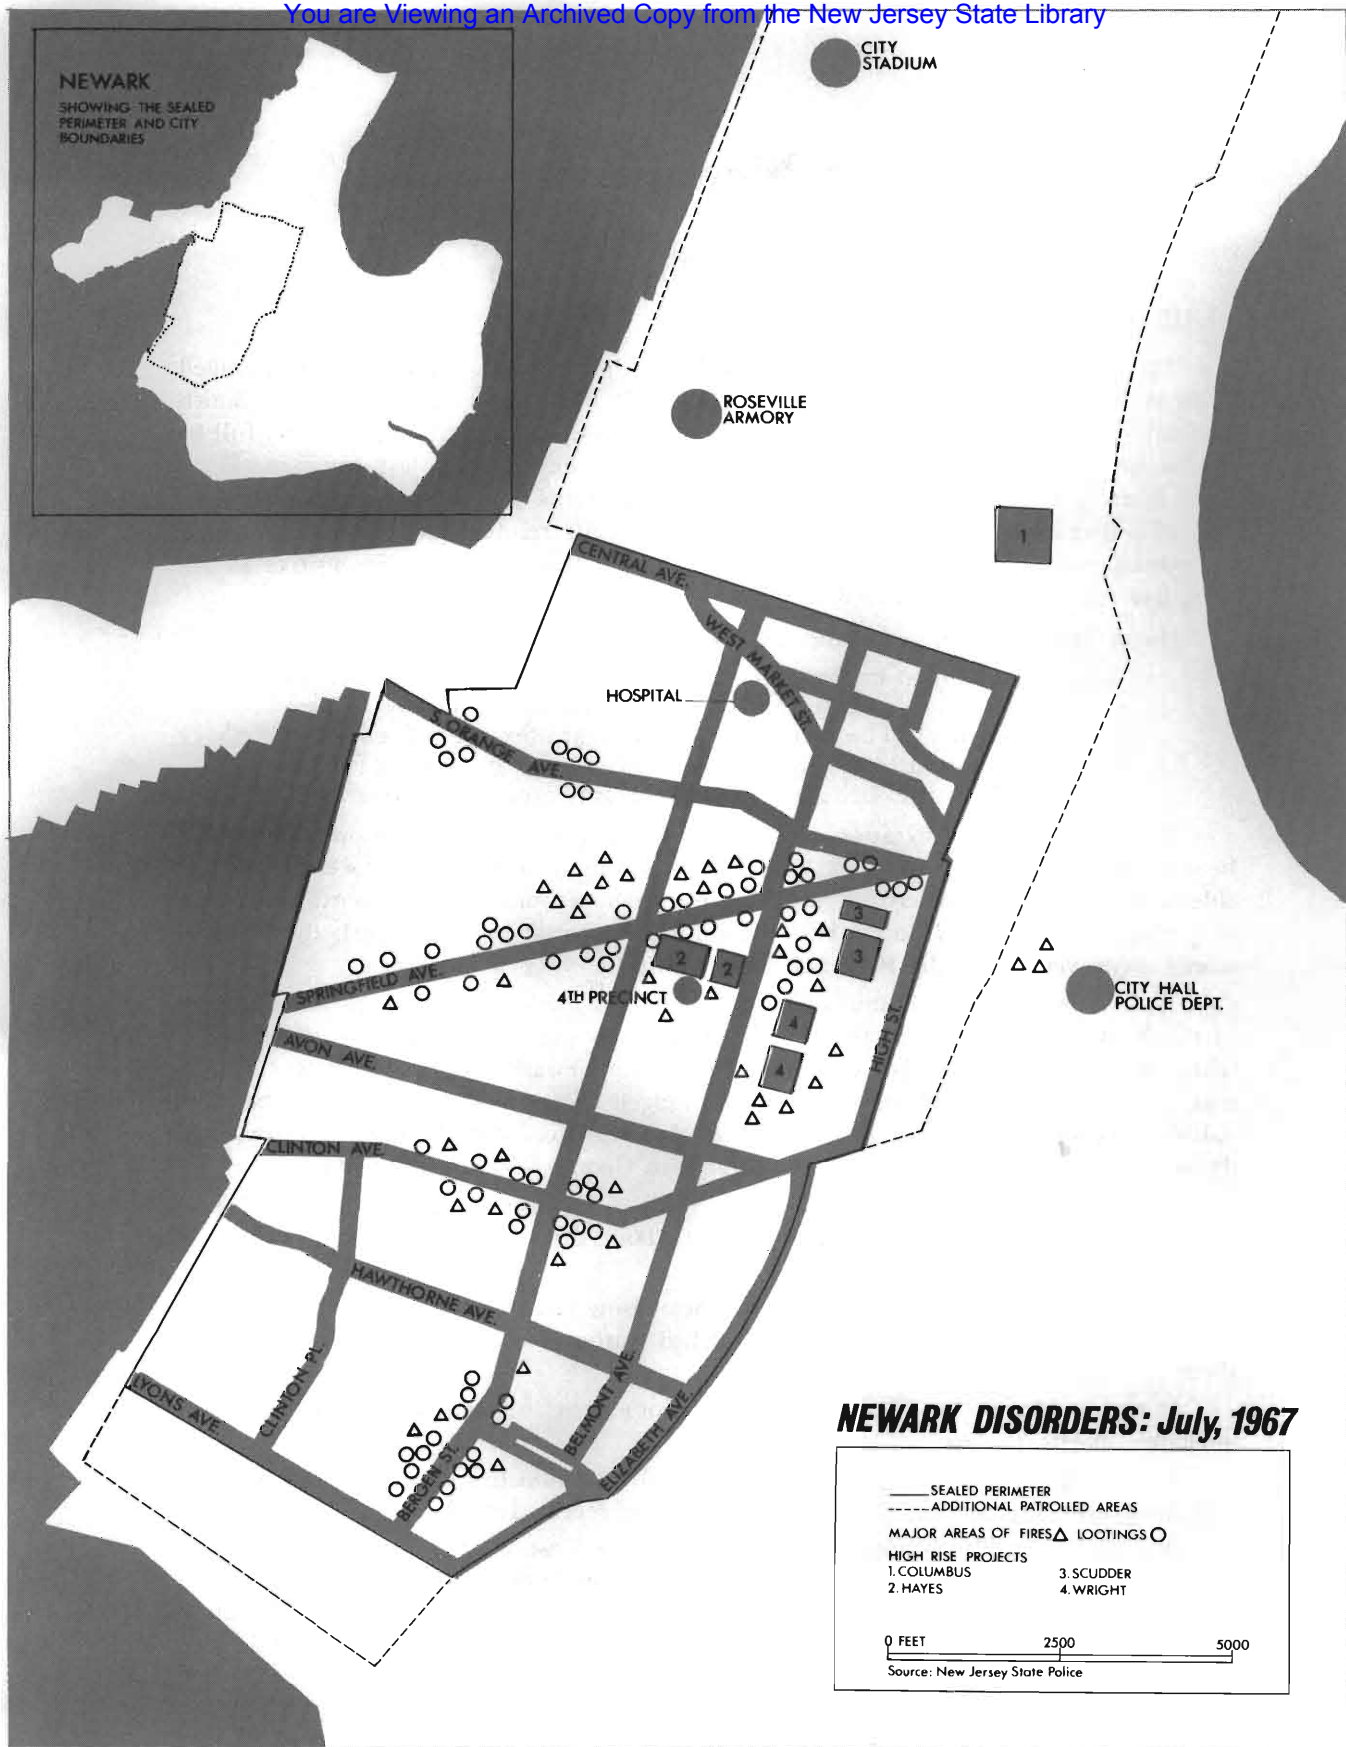 You are Viewing an Archived Copy from the New Jersey State Library
NEWARK
SHOWING THE SEALED
PERIMETER AND CITY
BOUNDARIES
CITY
STADIUM
ROSEVILLE
ARMORY
1
CENTRAL AVE.
WEST MARKET ST.
HOSPITAL
S. ORANGE AVE.
3
3
2
2
SPRINGFIELD AVE.
4TH PRECINCT
CITY HALL
POLICE DEPT.
4
4
HIGH ST.
AVON AVE.
CLINTON AVE.
HAWTHORNE AVE.
CLINTON PL.
LYONS AVE.
BERGEN ST.
BELMONT AVE.
ELIZABETH AVE.
NEWARK DISORDERS: July, 1967
SEALED PERIMETER
ADDITIONAL PATROLLED AREAS
MAJOR AREAS OF FIRES LOOTINGS
HIGH RISE PROJECTS
1. COLUMBUS 3. SCUDDER
2. HAYES 4. WRIGHT
0 FEET 2500 5000
Source: New Jersey State Police